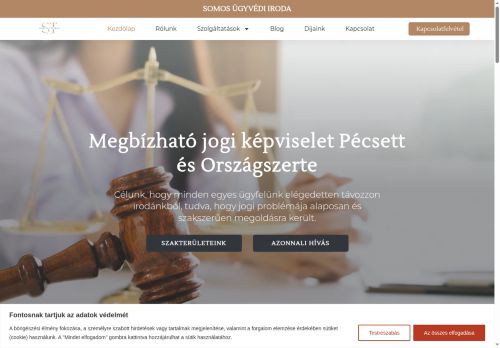 SOMOS ÜGYVÉDI IRODA
ST
Kezdőlap Rólunk Szolgáltatások Blog Díjaink Kapcsolat Kapcsolatfelvétel
Megbízható jogi képviselet Pécsett
és Országszerte
Célunk, hogy minden egyes ügyfelünk elégedetten távozzon
irodánkból, tudva, hogy jogi problémája alaposan és
szakszerűen megoldásra került.
SZAKTERÜLETEINK AZONNALI HÍVÁS
Fontosnak tartjuk az adatok védelmét
A böngészési élmény fokozása, a személyre szabott hirdetések vagy tartalmak megjelenítése, valamint a forgalom elemzése érdekében sütiket
(cookie) használunk. A "Mindet elfogadom" gombra kattintva hozzájárulhat a sütik használatához.
Testreszabás Az összes elfogadása